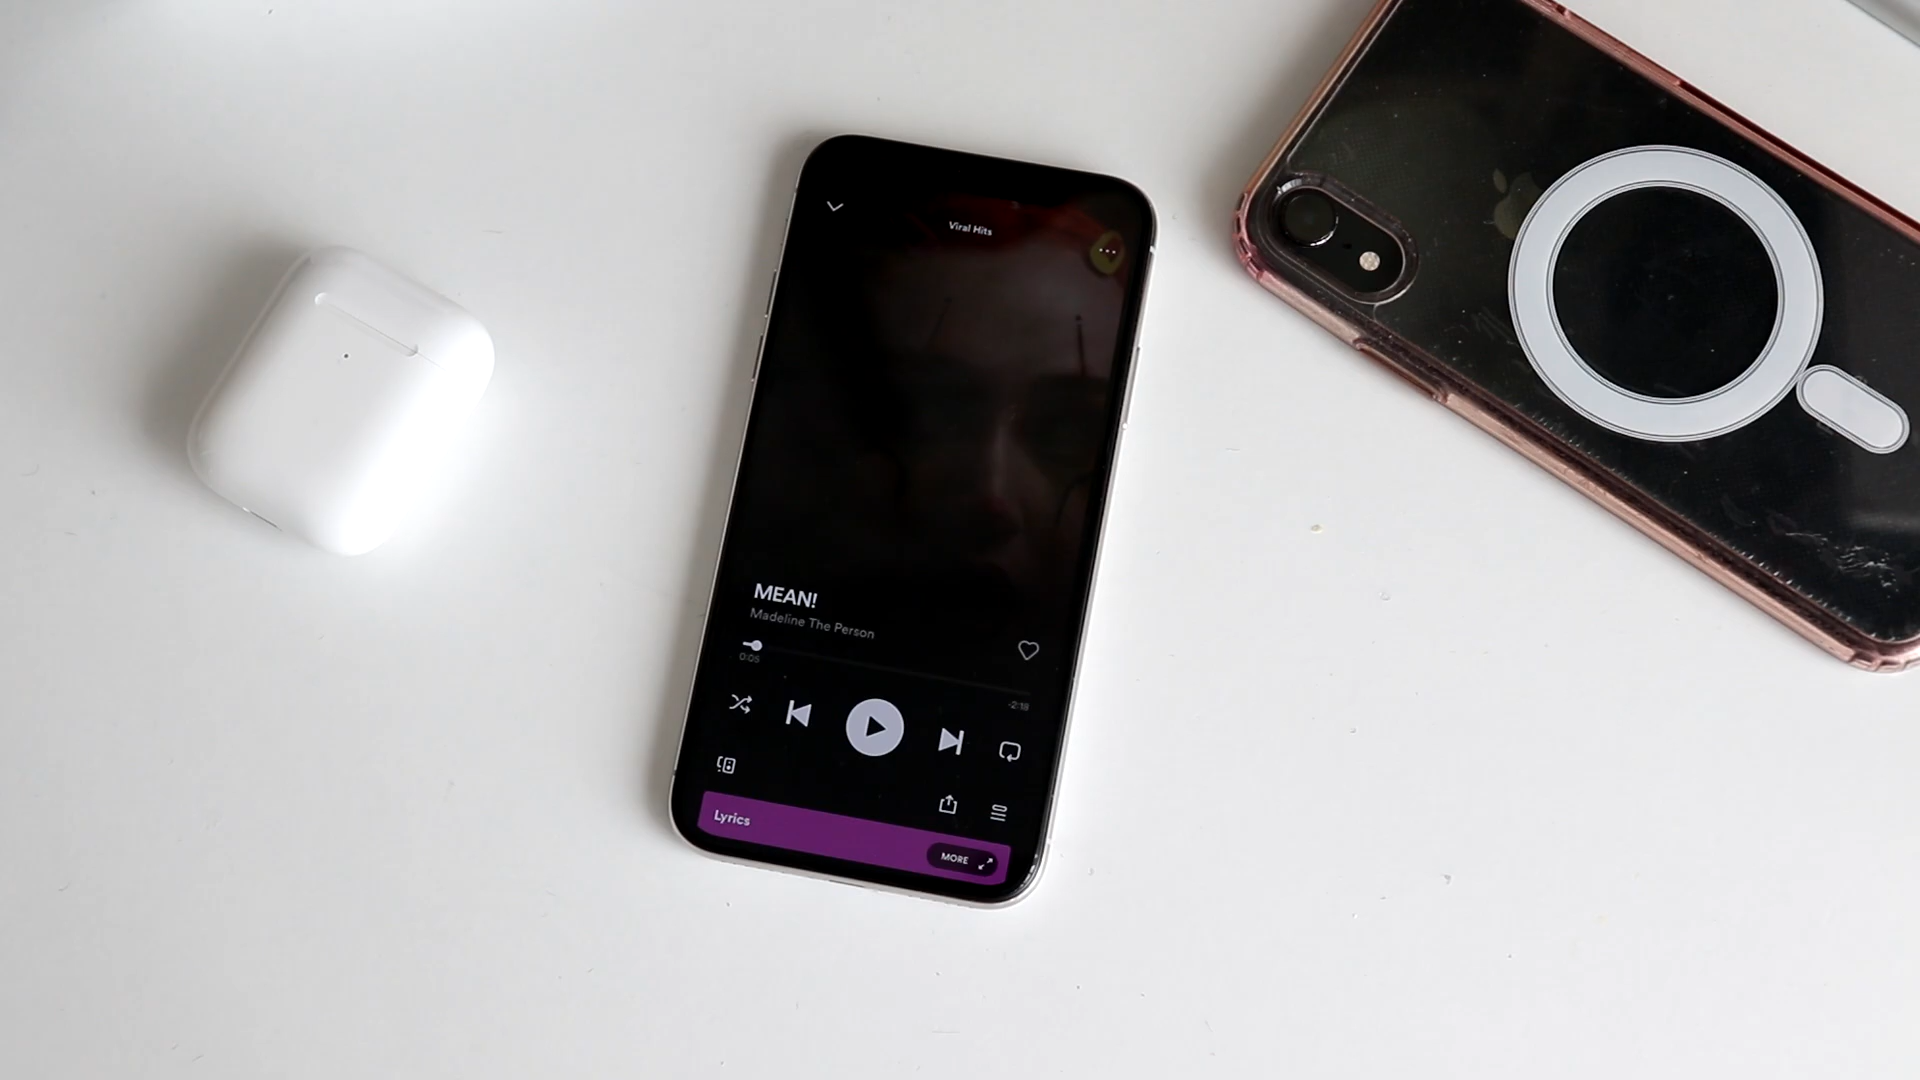 Viral Hits
MEAN!
Madeline The Person
0:05
-2:18
Lyrics
MORE